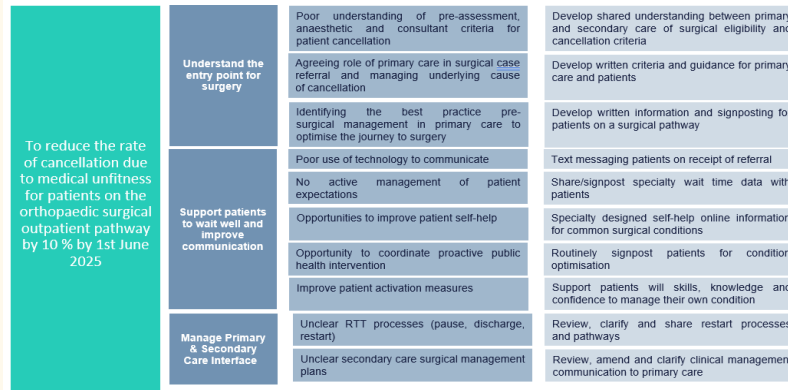 To reduce the rate
of cancellation due
to medical unfitness
for patients on the
orthopaedic surgical
outpatient pathway
by 10 % by 1st June
2025
Understand the
entry point for
surgery
Poor understanding of pre-assessment,
anaesthetic and consultant criteria for
patient cancellation
Develop shared understanding between primary
and secondary care of surgical eligibility and
cancellation criteria
Agreeing role of primary care in surgical case
referral and managing underlying cause
of cancellation
Develop written criteria and guidance for primary
care and patients
Identifying the best practice pre-
surgical management in primary care to
optimise the journey to surgery
Develop written information and signposting for
patients on a surgical pathway
Support patients
to wait well and
improve
communication
Poor use of technology to communicate
Text messaging patients on receipt of referral
No active management of patient
expectations
Share/signpost specialty wait time data with
patients
Opportunities to improve patient self-help
Specialty designed self-help online information
for common surgical conditions
Opportunity to coordinate proactive public
health intervention
Routinely signpost patients for condition
optimisation
Improve patient activation measures
Support patients will skills, knowledge and
confidence to manage their own condition
Manage Primary
& Secondary
Care Interface
Unclear RTT processes (pause, discharge,
restart)
Review, clarify and share restart processes
and pathways
Unclear secondary care surgical management
plans
Review, amend and clarify clinical management
communication to primary care